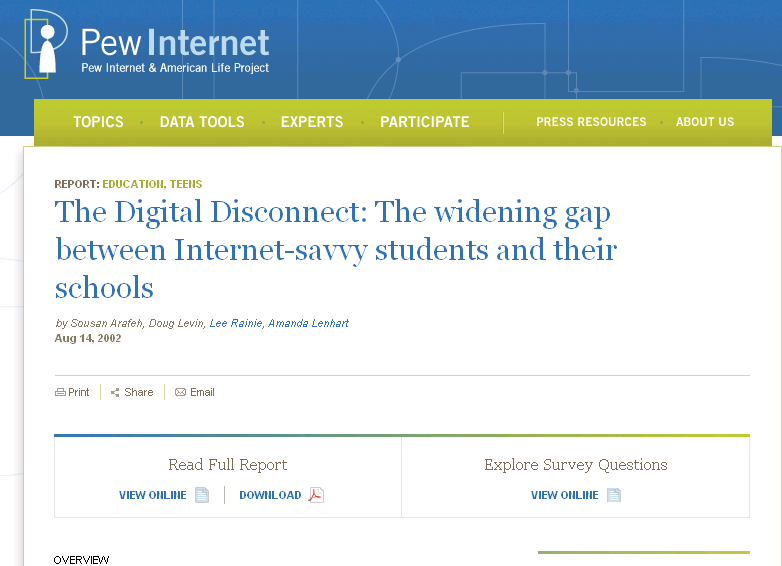 Pew Internet
Pew Internet & American Life Project
TOPICS • DATA TOOLS • EXPERTS • PARTICIPATE PRESS RESOURCES • ABOUT US
REPORT: EDUCATION, TEENS
The Digital Disconnect: The widening gap
between Internet-savvy students and their
schools
by Sousan Arafeh, Doug Levin, Lee Rainie, Amanda Lenhart
Aug 14, 2002
Print Share Email
Read Full Report
VIEW ONLINE DOWNLOAD
Explore Survey Questions
VIEW ONLINE
OVERVIEW